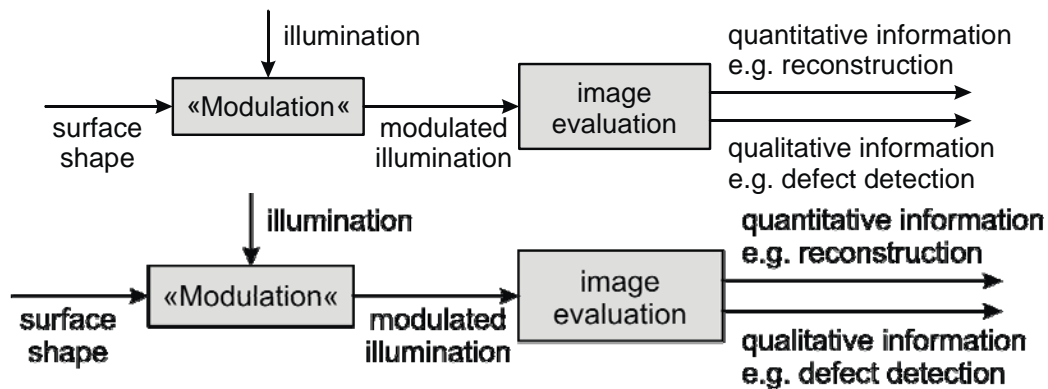 illumination
«Modulation«
surface
shape
modulated
illumination
image
evaluation
quantitative information
e.g. reconstruction
qualitative information
e.g. defect detection
illumination
«Modulation«
surface
shape
modulated
illumination
image
evaluation
quantitative information
e.g. reconstruction
qualitative information
e.g. defect detection